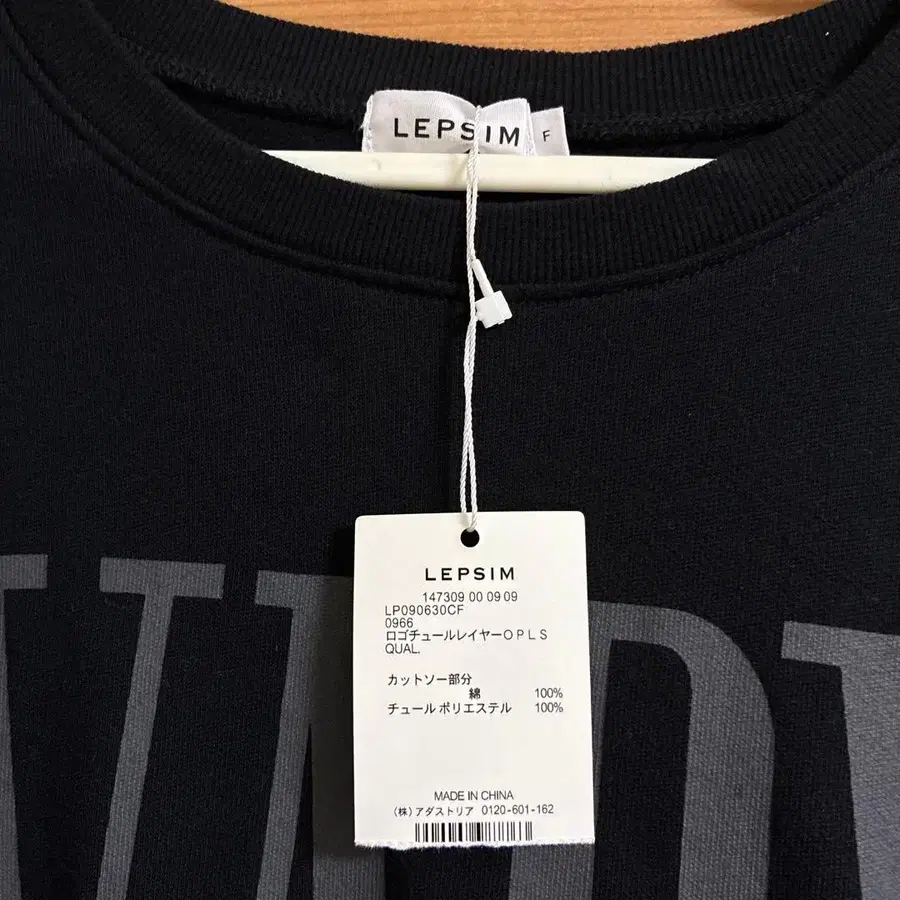 LEPSIM
F
LEPSIM
147309 00 09 09
LP090630CF
0966
ロゴチュールレイヤーＯＰＬＳ
QUAL.
カットソー部分
綿 100%
チュール ポリエステル 100%
MADE IN CHINA
(株) アダストリア 0120-601-162